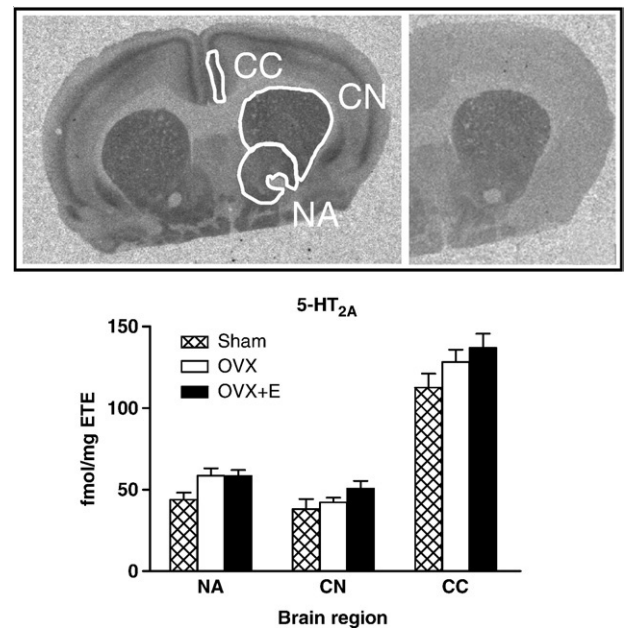 CC
CN
NA
5-HT2A
150
100
50
0
fmol/mg ETE
Sham
OVX
OVX+E
NA CN CC
Brain region